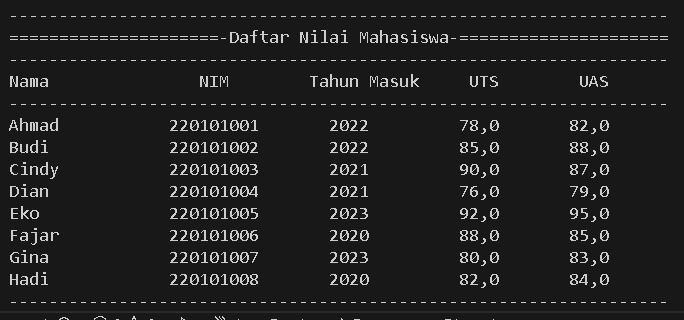 ------------------------------------------------------------------
=====================-Daftar Nilai Mahasiswa-=====================
------------------------------------------------------------------
Nama               NIM        Tahun Masuk     UTS        UAS
------------------------------------------------------------------
Ahmad           220101001       2022         78,0       82,0
Budi            220101002       2022         85,0       88,0
Cindy           220101003       2021         90,0       87,0
Dian            220101004       2021         76,0       79,0
Eko             220101005       2023         92,0       95,0
Fajar           220101006       2020         88,0       85,0
Gina            220101007       2023         80,0       83,0
Hadi            220101008       2020         82,0       84,0
------------------------------------------------------------------